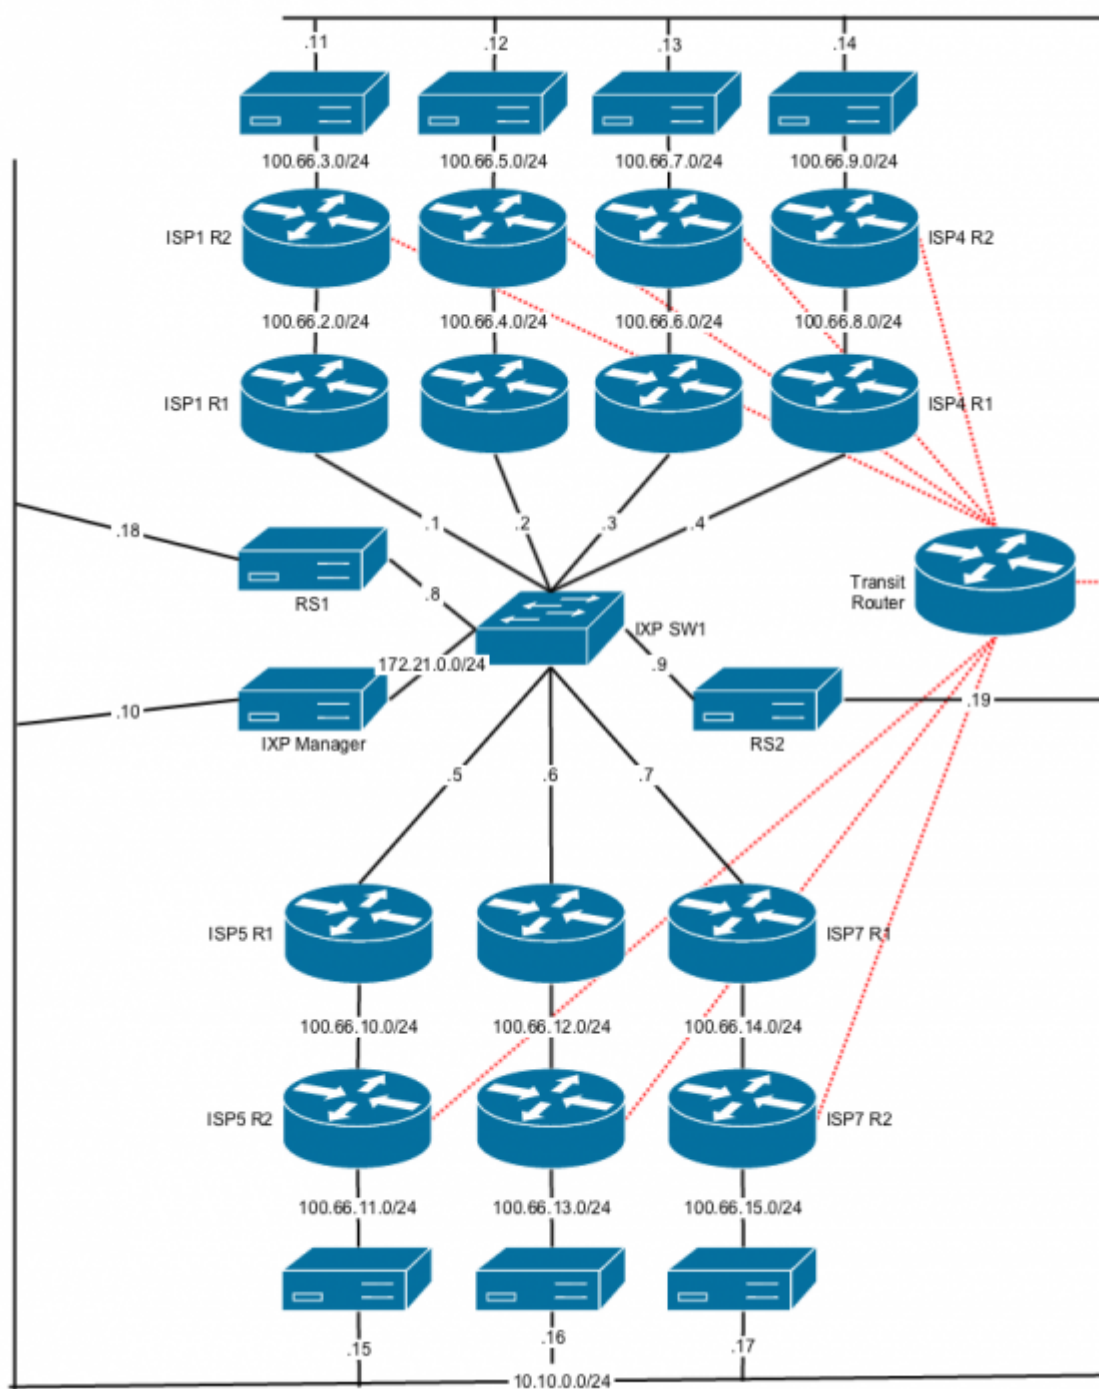 .11
.12
.13
.14
100.66.3.0/24
100.66.5.0/24
100.66.7.0/24
100.66.9.0/24
ISP1 R2
ISP4 R2
100.66.2.0/24
100.66.4.0/24
100.66.6.0/24
100.66.8.0/24
ISP1 R1
ISP4 R1
.1
.2
.3
.4
.18
RS1
.8
IXP SW1
Transit
Router
172.21.0.0/24
.9
.10
IXP Manager
RS2
.19
.5
.6
.7
ISP5 R1
ISP7 R1
100.66.10.0/24
100.66.12.0/24
100.66.14.0/24
ISP5 R2
ISP7 R2
100.66.11.0/24
100.66.13.0/24
100.66.15.0/24
.15
.16
.17
10.10.0.0/24